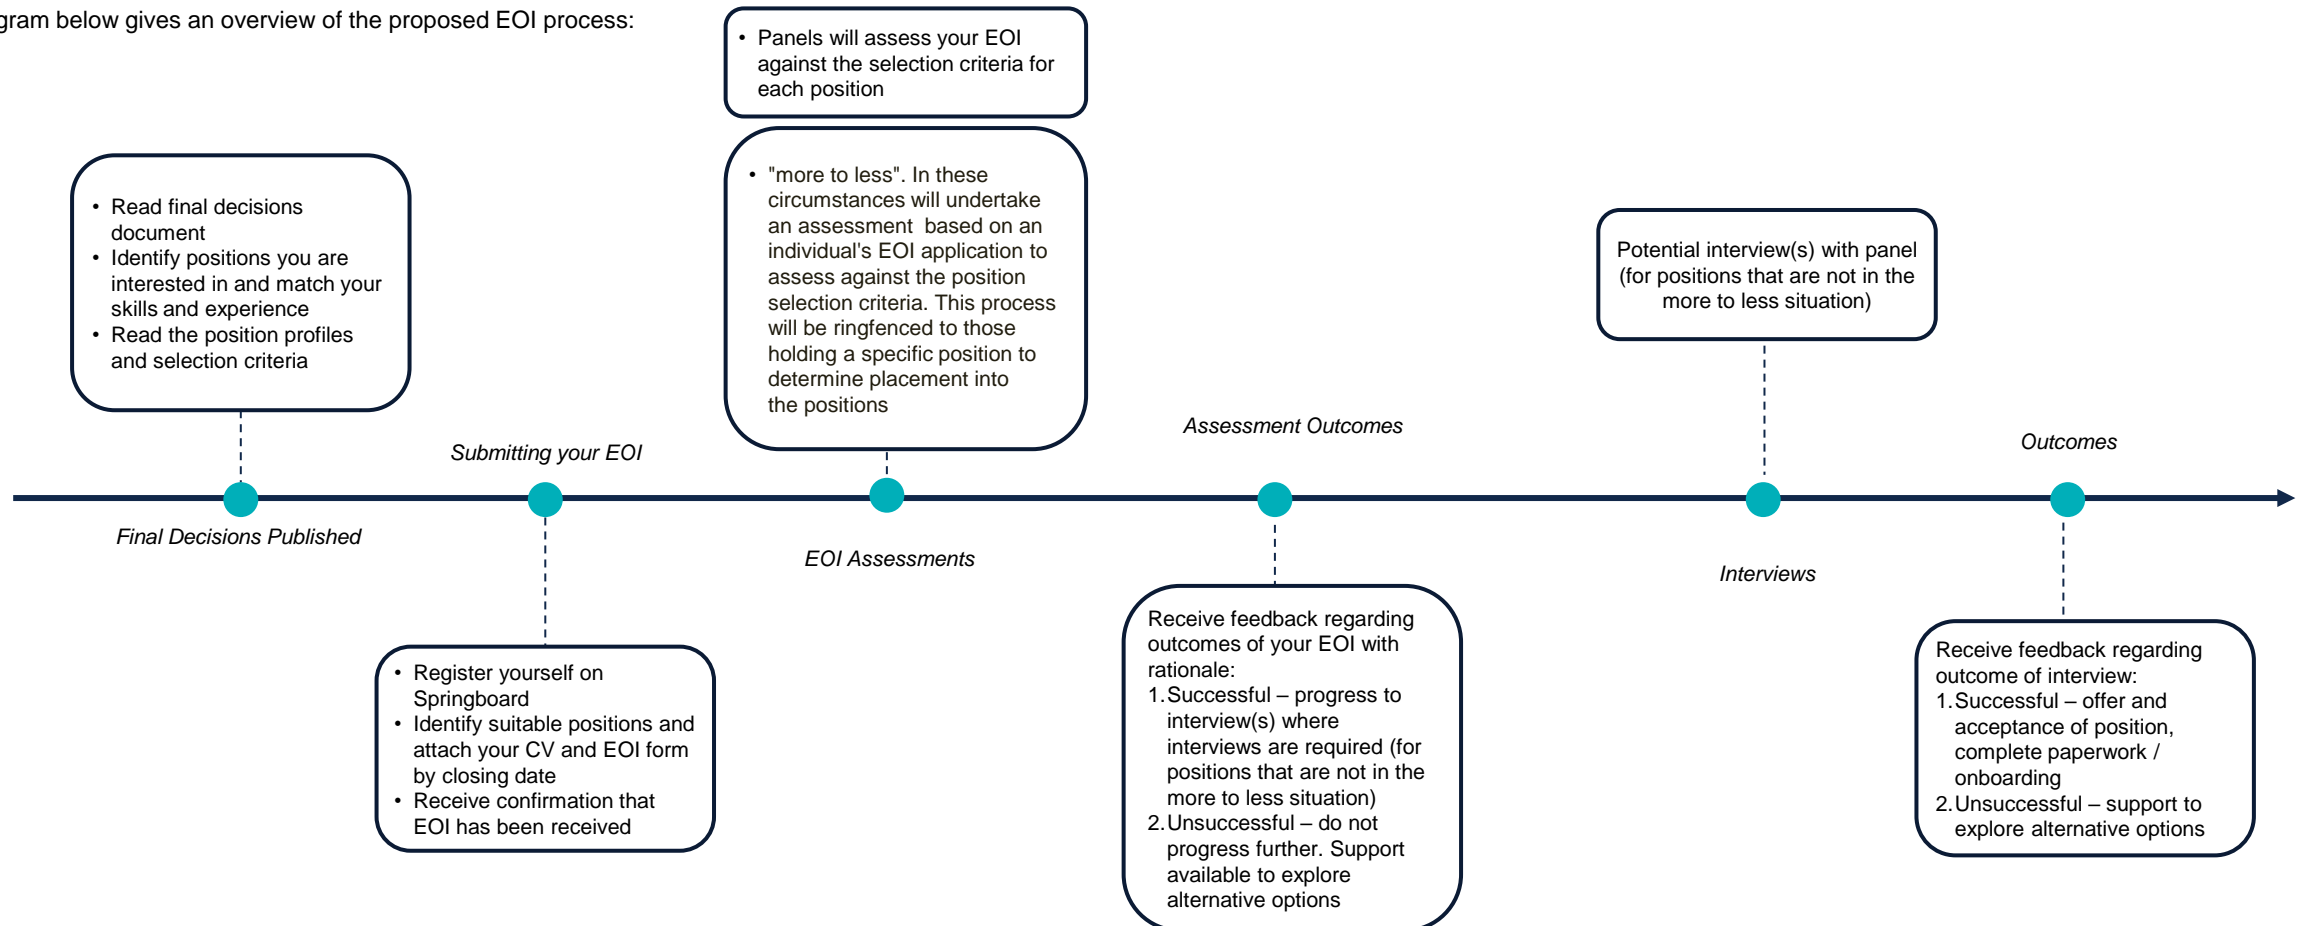 gram below gives an overview of the proposed EOI process:
• Panels will assess your EOI
against the selection criteria for
each position
• Read final decisions
document
• Identify positions you are
interested in and match your
skills and experience
• Read the position profiles
and selection criteria
• "more to less". In these
circumstances will undertake
an assessment  based on an
individual's EOI application to
assess against the position
selection criteria. This process
will be ringfenced to those
holding a specific position to
determine placement into
the positions
Potential interview(s) with panel
(for positions that are not in the
more to less situation)
Submitting your EOI
Assessment Outcomes
Outcomes
Final Decisions Published
EOI Assessments
Interviews
• Register yourself on
Springboard
• Identify suitable positions and
attach your CV and EOI form
by closing date
• Receive confirmation that
EOI has been received
Receive feedback regarding
outcomes of your EOI with
rationale:
1. Successful – progress to
interview(s) where
interviews are required (for
positions that are not in the
more to less situation)
2. Unsuccessful – do not
progress further. Support
available to explore
alternative options
Receive feedback regarding
outcome of interview:
1. Successful – offer and
acceptance of position,
complete paperwork /
onboarding
2. Unsuccessful – support to
explore alternative options